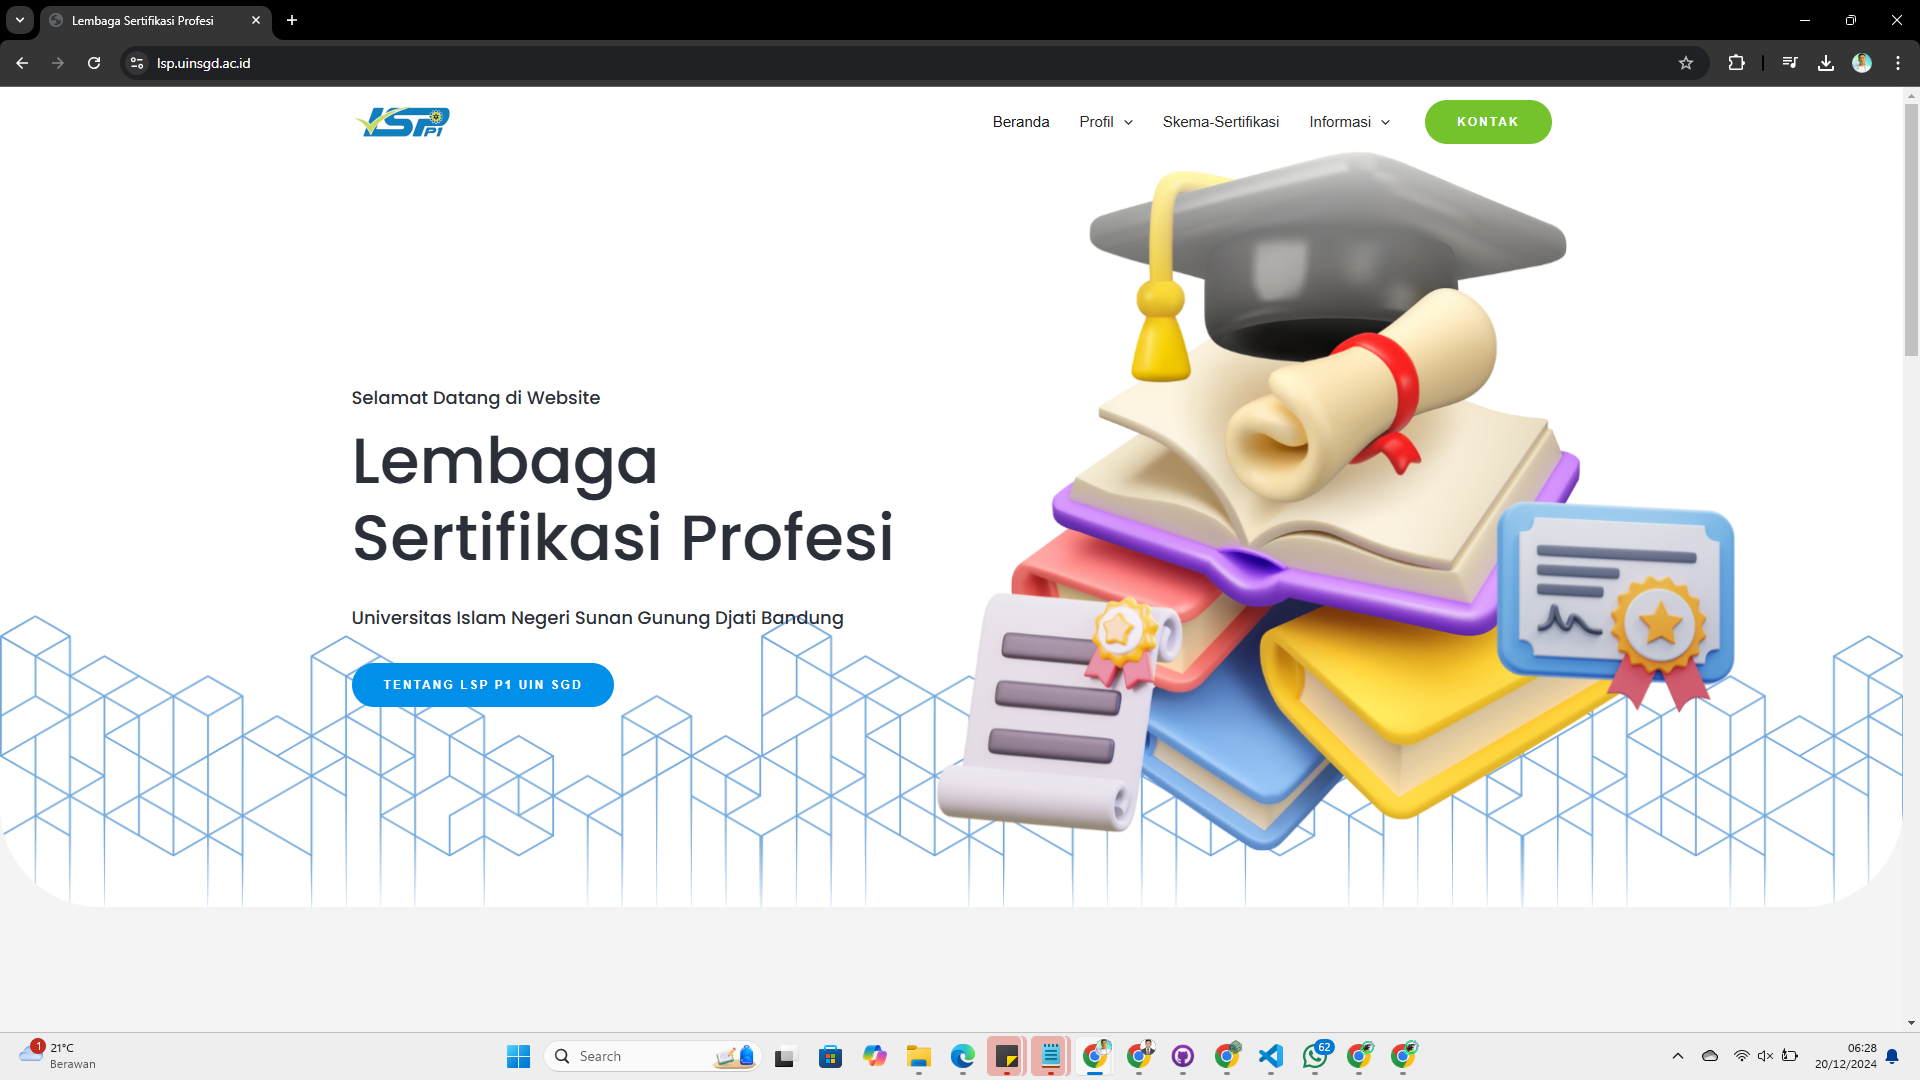 Lembaga Sertifikasi Profesi
lsp.uinsgd.ac.id
LSP P1
Beranda
Profil
Skema-Sertifikasi
Informasi
KONTAK
Selamat Datang di Website
Lembaga
Sertifikasi Profesi
Universitas Islam Negeri Sunan Gunung Djati Bandung
TENTANG LSP P1 UIN SGD
1
21°C
Berawan
Search
62
06:28
20/12/2024